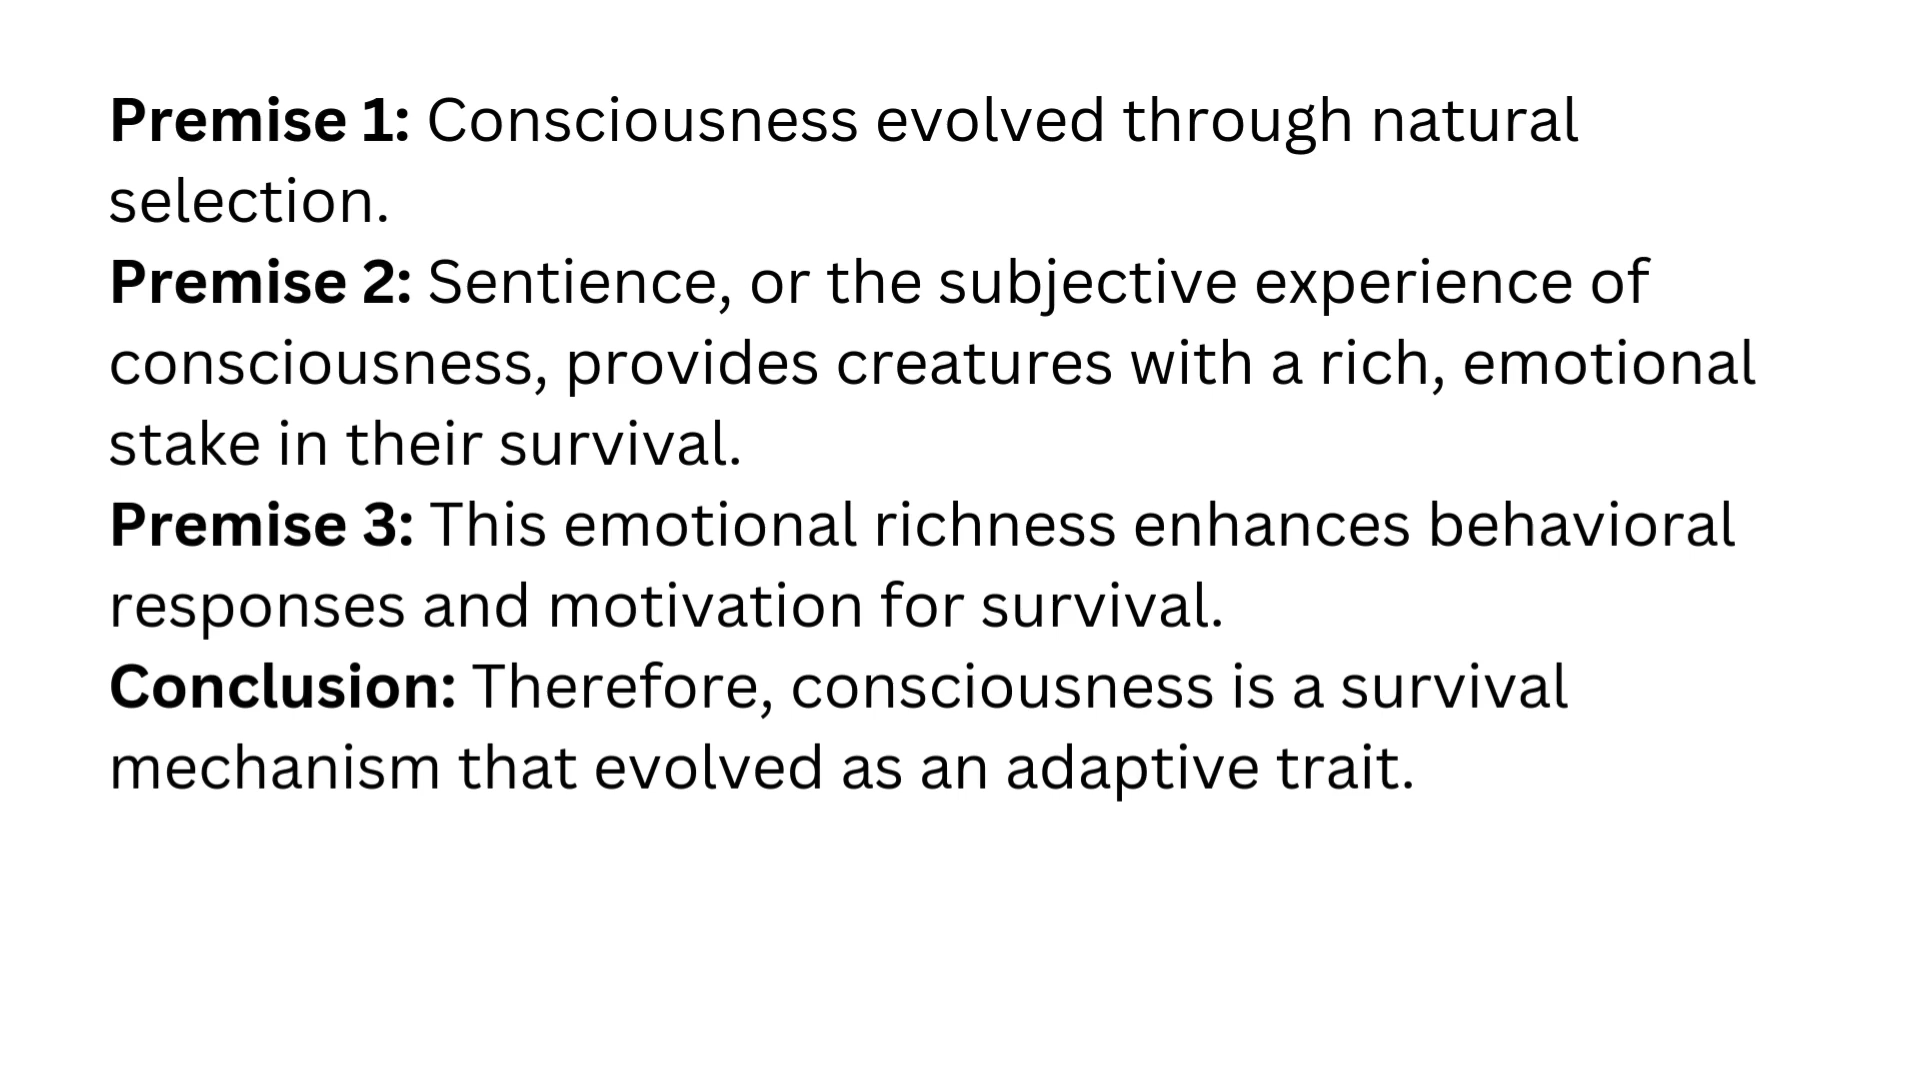 Premise 1: Consciousness evolved through natural
selection.
Premise 2: Sentience, or the subjective experience of
consciousness, provides creatures with a rich, emotional
stake in their survival.
Premise 3: This emotional richness enhances behavioral
responses and motivation for survival.
Conclusion: Therefore, consciousness is a survival
mechanism that evolved as an adaptive trait.